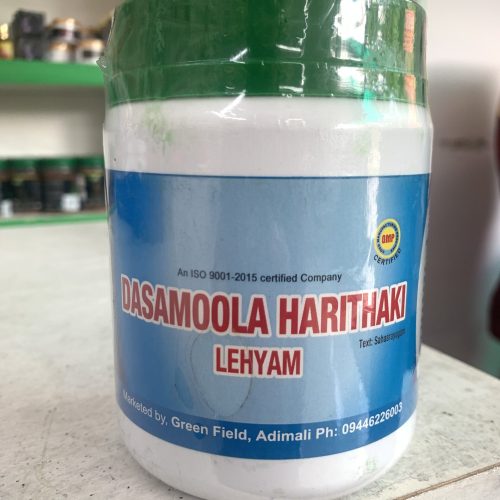 GMP
CERTIFIED
An ISO 9001-2015 certified Company
DASAMOOLA HARITHAKI
Text: Sahasrayogam
LEHYAM
Marketed by, Green Field, Adimali Ph: 09446226003